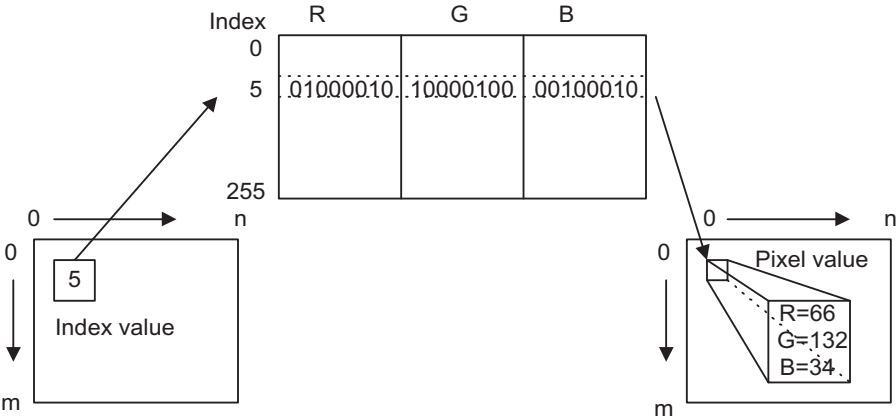 Index R G B
0
5 01000010 10000100 00100010
255
0 n
0
5
Index value
m
0 n
0
Pixel value
R=66
G=132
B=34
m